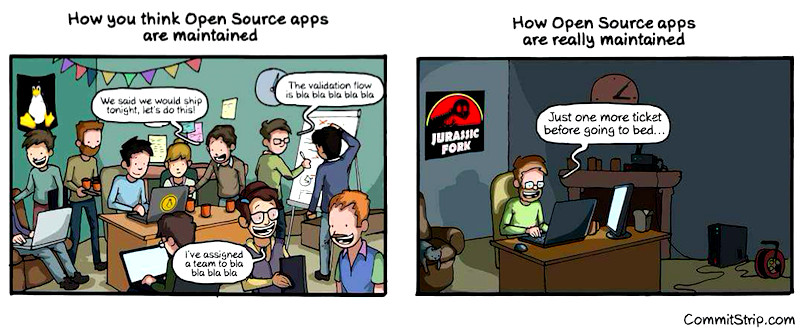 How you think Open Source apps
are maintained
We said we would ship
tonight, let's do this!
The validation flow
is bla bla bla bla bla
I've assigned
a team to bla
bla bla bla
How Open Source apps
are really maintained
JURASSIC
FORK
Just one more ticket
before going to bed...
CommitStrip.com